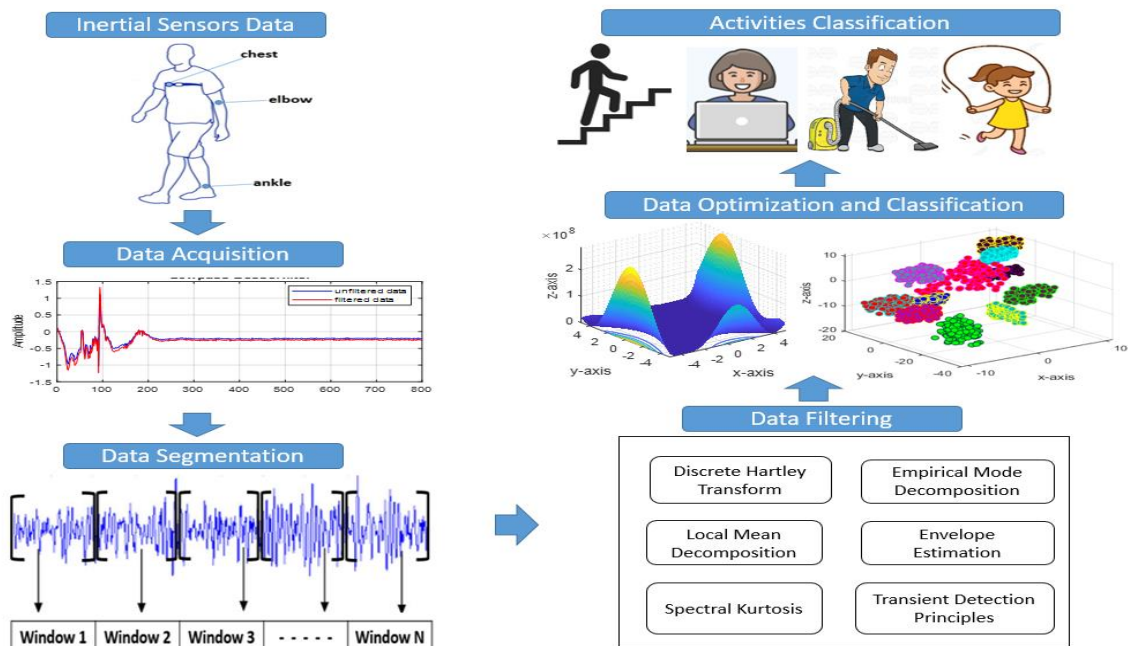 Inertial Sensors Data
chest
elbow
ankle
Data Acquisition
unfiltered data
filtered data
Amplitude
1.5
1
0.5
0
-0.5
-1
-1.5
0 100 200 300 400 500 600 700 800
Data Segmentation
Window 1 Window 2 Window 3 - - - - - Window N
Activities Classification
Data Optimization and Classification
×10⁸
z-axis
2
1
0
4 2 0 -2 -4
y-axis
-4 -2 0 2 4
x-axis
z-axis
20
10
0
-10
-20
20 0 -20 -40
y-axis
-10 0 10
x-axis
Data Filtering
Discrete Hartley
Transform
Empirical Mode
Decomposition
Local Mean
Decomposition
Envelope
Estimation
Spectral Kurtosis
Transient Detection
Principles